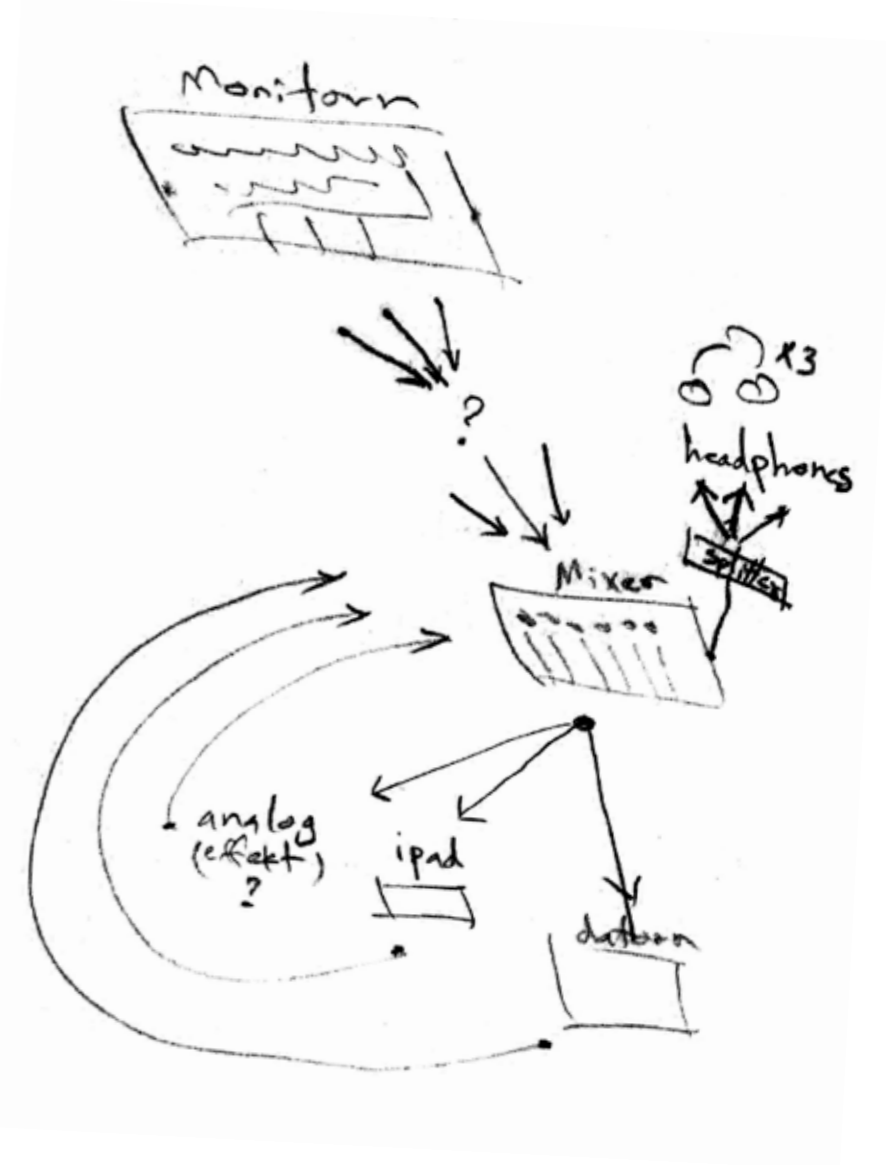 Monitorn
?
x3
headphones
splitter
Mixer
analog
(effekt)
?
ipad
datorn